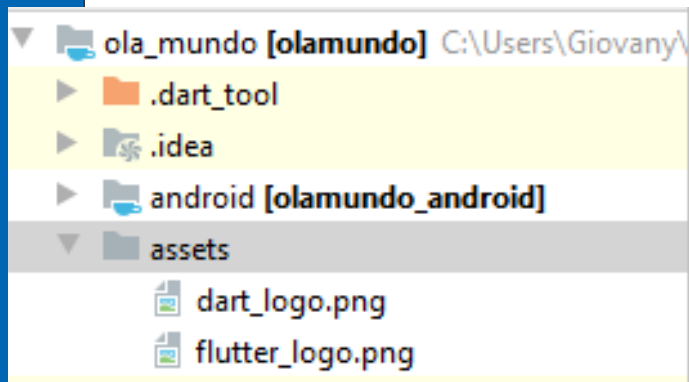 ola_mundo [olamundo] C:\Users\Giovany\
.dart_tool
.idea
android [olamundo_android]
assets
dart_logo.png
flutter_logo.png